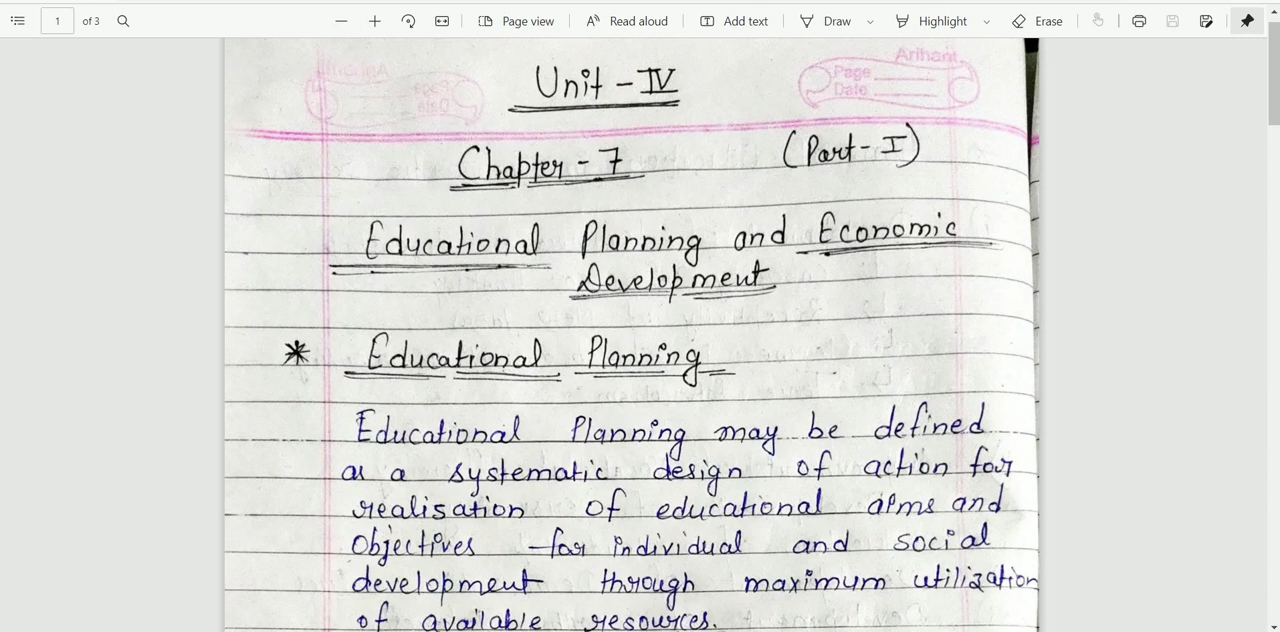 1
of 3
Page view
Read aloud
Add text
Draw
Highlight
Erase
Arihant
Page
Date
Unit - IV
Chapter - 7
(Part - I)
Educational Planning and Economic
Development
* Educational Planning
Educational Planning may be defined
as a systematic design of action for
realisation of educational aims and
Objectives for individual and social
development through maximum utilization
of available resources.